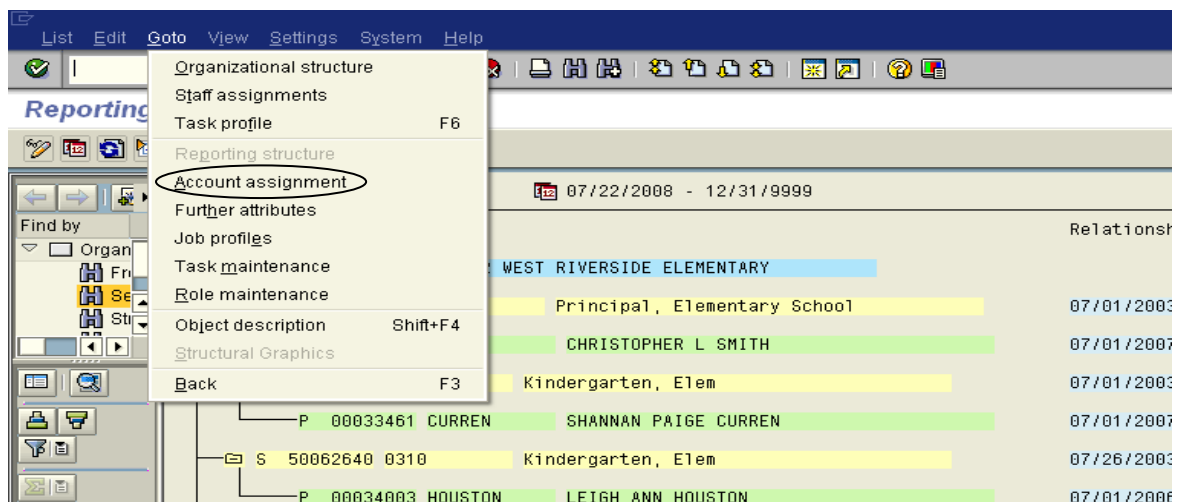 List Edit Goto View Settings System Help
Organizational structure
Staff assignments
Reporting
Task profile F6
Reporting structure
Account assignment
07/22/2008 - 12/31/9999
Further attributes
Find by
Relationsh
Job profiles
Organ
Task maintenance
WEST RIVERSIDE ELEMENTARY
Fr
Role maintenance
Se
Principal, Elementary School 07/01/2003
Object description Shift+F4
Str
Structural Graphics
CHRISTOPHER L SMITH 07/01/2007
Back F3
Kindergarten, Elem 07/01/2003
P 00033461 CURREN SHANNAN PAIGE CURREN 07/01/2007
S 50062640 0310 Kindergarten, Elem 07/26/2003
P 00034003 HOUSTON LEIGH ANN HOUSTON 07/01/2006